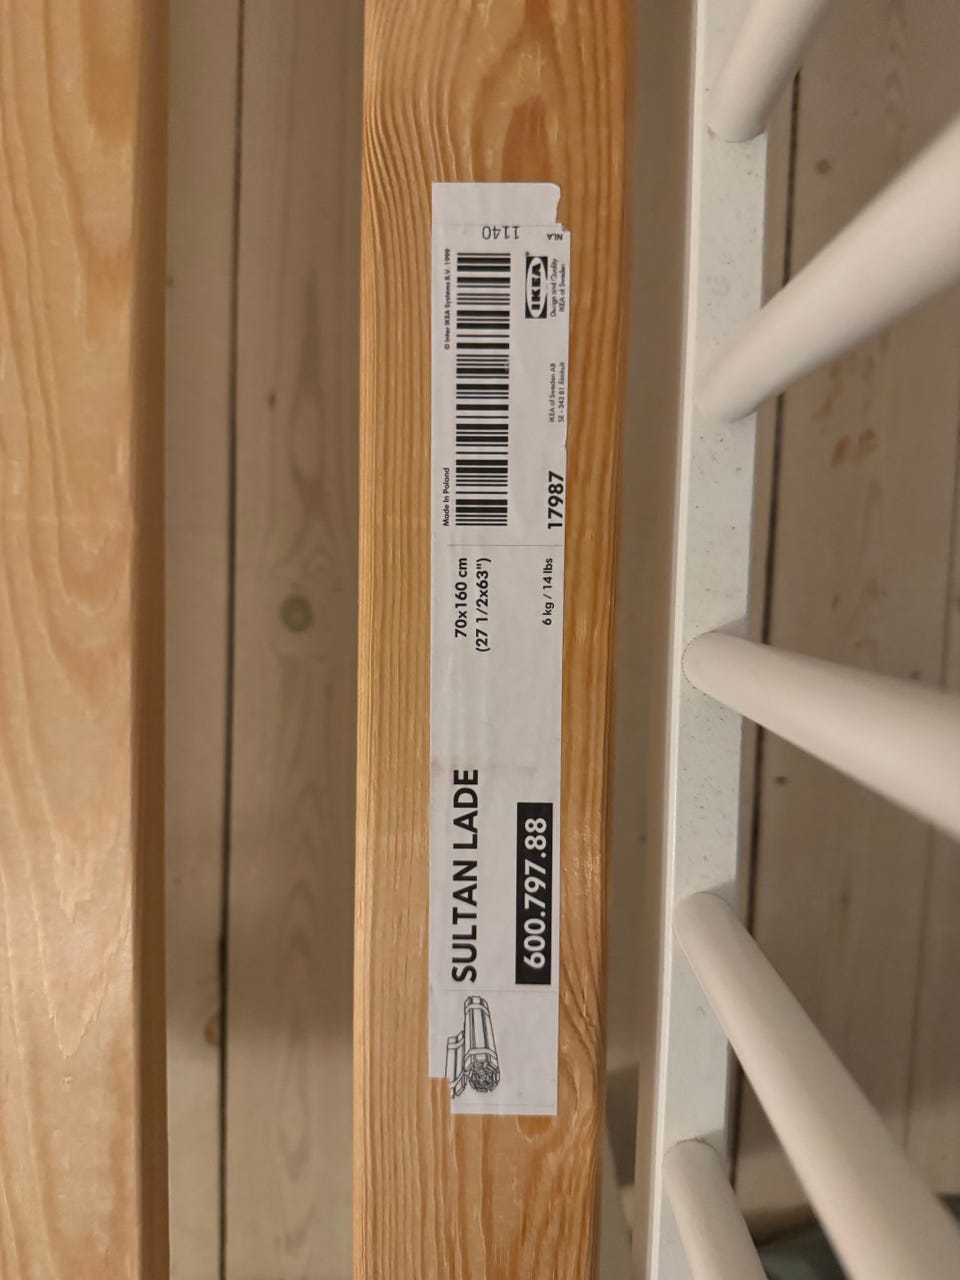 SULTAN LADE
600.797.88
70x160 cm
(27 1/2x63")
6 kg / 14 lbs
Made in Poland
© Inter IKEA Systems B.V. 1999
17987
IKEA of Sweden AB
SE - 343 81 Älmhult
1140
IKEA
®
Design and Quality
IKEA of Sweden